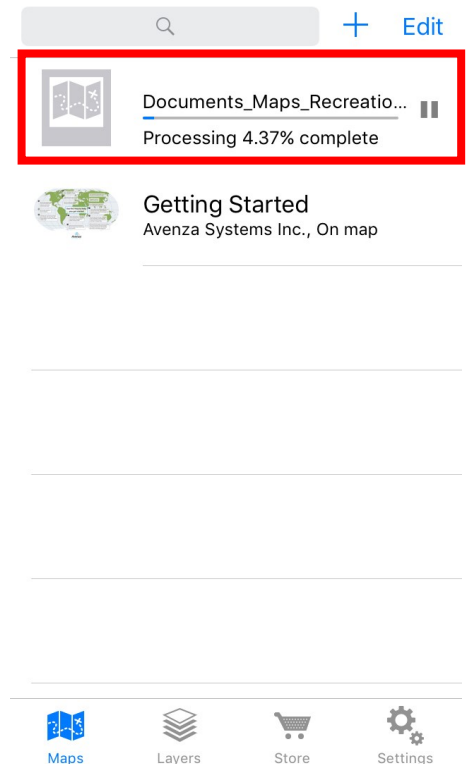 Edit
Documents_Maps_Recreatio...
Processing 4.37% complete
Getting Started
Avenza Systems Inc., On map
Maps
Layers
Store
Settings